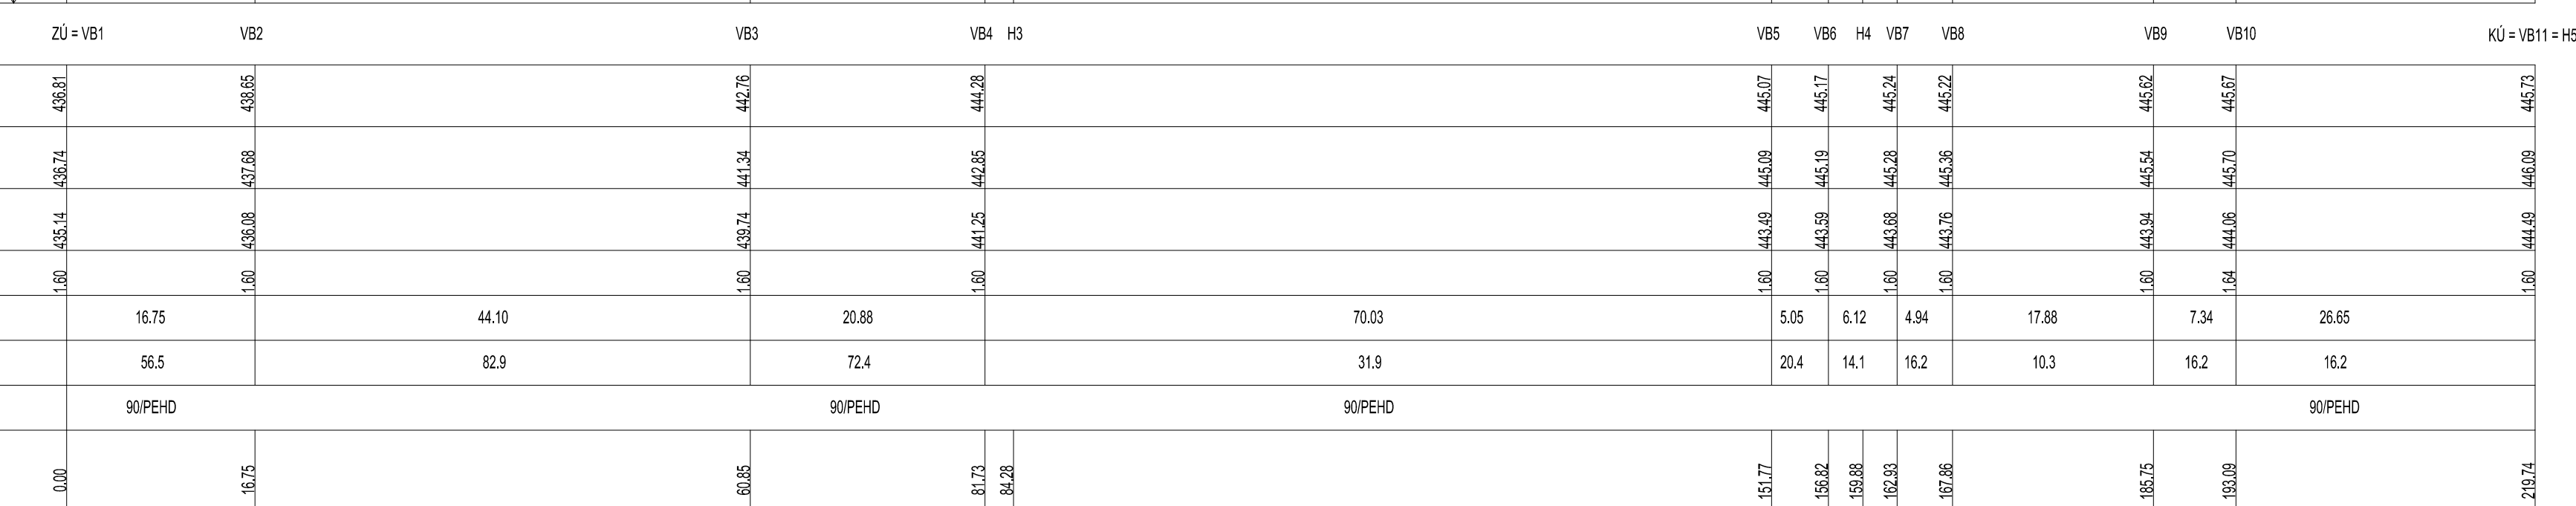 ZÚ = VB1 VB2 VB3 VB4 H3 VB5 VB6 H4 VB7 VB8 VB9 VB10 KÚ = VB11 = H5
436.81 438.65 442.76 444.28 445.07 445.17 445.24 445.22 445.62 445.67 445.73
436.74 437.68 441.34 442.85 445.09 445.19 445.28 445.36 445.54 445.70 446.09
435.14 436.08 439.74 441.25 443.49 443.59 443.68 443.76 443.94 444.06 444.49
1.60 1.60 1.60 1.60 1.60 1.60 1.60 1.60 1.60 1.64 1.60
16.75 44.10 20.88 70.03 5.05 6.12 4.94 17.88 7.34 26.65
56.5 82.9 72.4 31.9 20.4 14.1 16.2 10.3 16.2 16.2
90/PEHD 90/PEHD 90/PEHD 90/PEHD
0.00 16.75 60.85 81.73 84.28 151.77 156.82 159.88 162.93 167.86 185.75 193.09 219.74